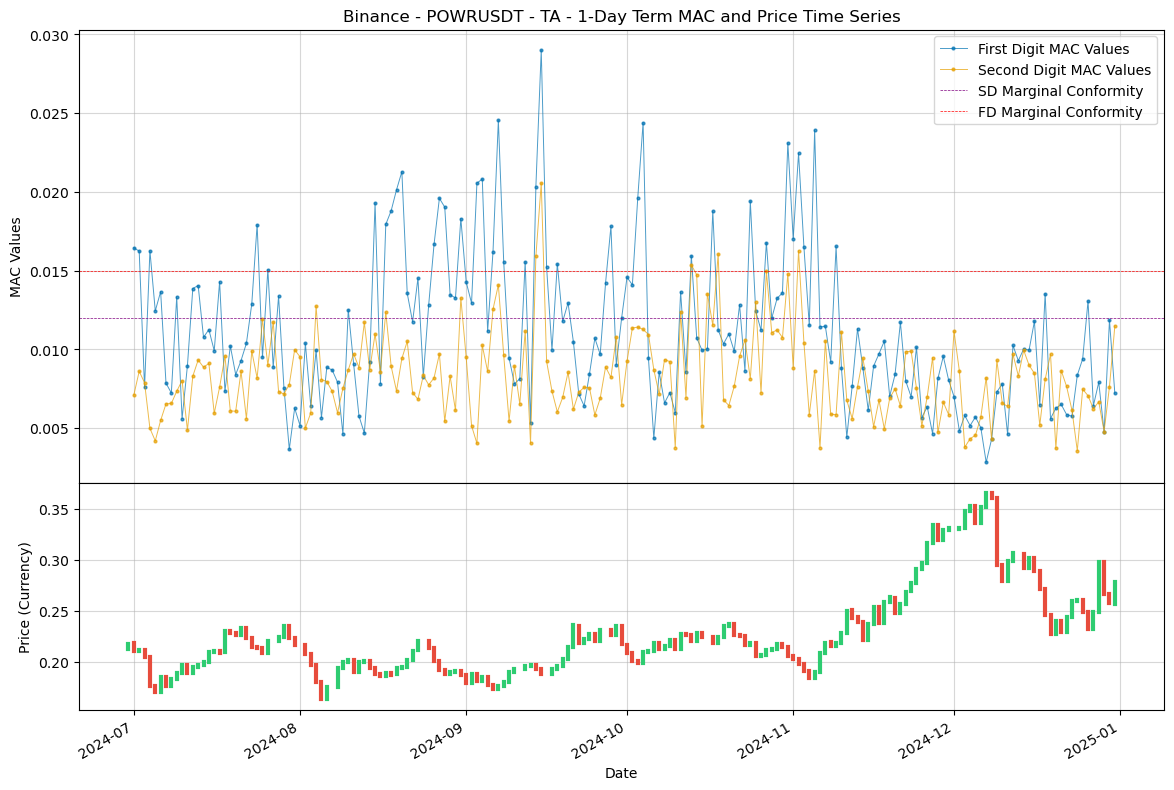 Binance - POWRUSDT - TA - 1-Day Term MAC and Price Time Series
First Digit MAC Values
Second Digit MAC Values
SD Marginal Conformity
FD Marginal Conformity
MAC Values
0.030
0.025
0.020
0.015
0.010
0.005
Price (Currency)
0.35
0.30
0.25
0.20
2024-07
2024-08
2024-09
2024-10
2024-11
2024-12
2025-01
Date